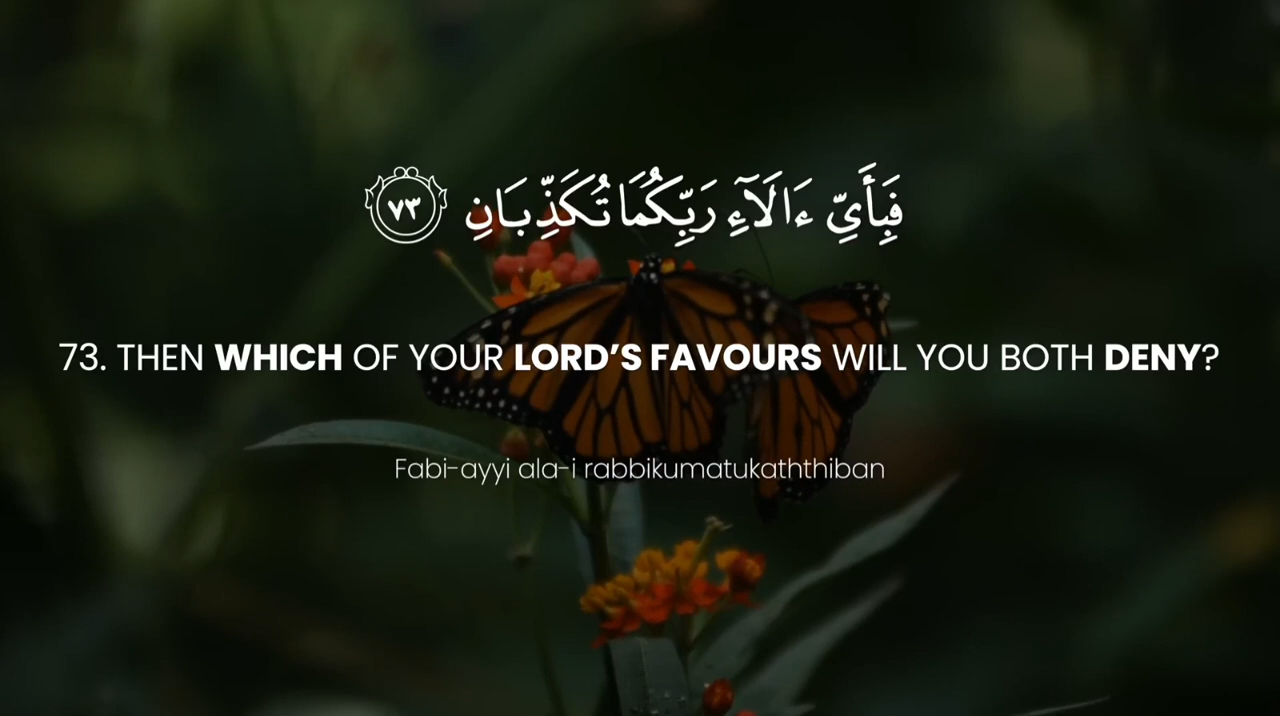 فَبِأَيِّ ءَالَآءِ رَبِّكُمَا تُكَذِّبَانِ ٧٣
73. THEN WHICH OF YOUR LORD’S FAVOURS WILL YOU BOTH DENY?
Fabi-ayyi ala-i rabbikumatukaththiban